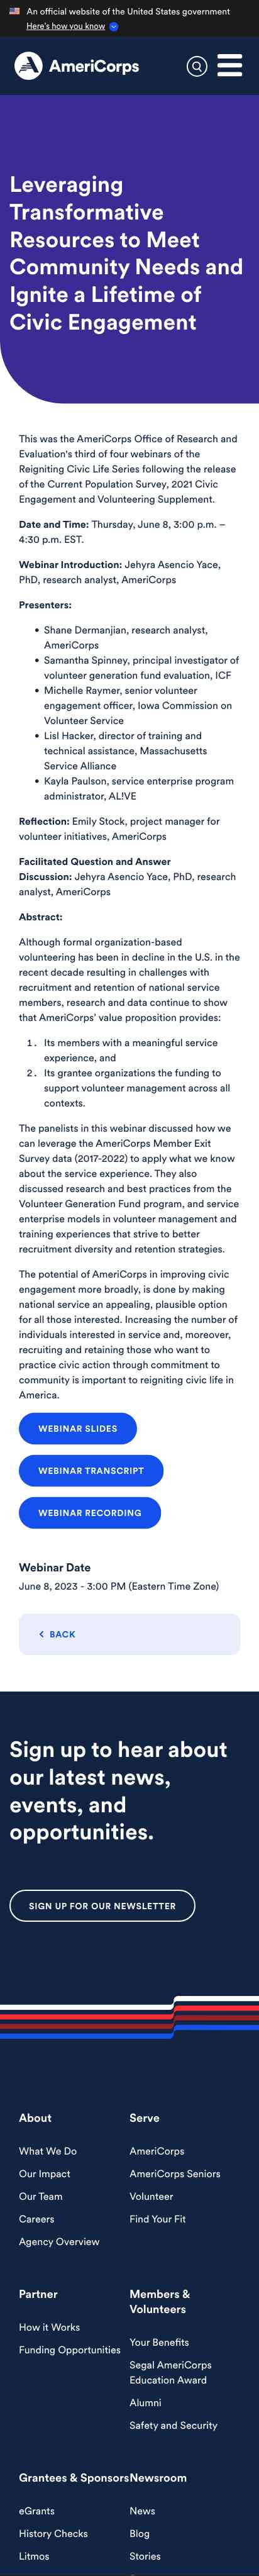 An official website of the United States government
Here's how you know
AmeriCorps
Leveraging
Transformative
Resources to Meet
Community Needs and
Ignite a Lifetime of
Civic Engagement
This was the AmeriCorps Office of Research and
Evaluation's third of four webinars of the
Reigniting Civic Life Series following the release
of the Current Population Survey, 2021 Civic
Engagement and Volunteering Supplement.
Date and Time: Thursday, June 8, 3:00 p.m. –
4:30 p.m. EST.
Webinar Introduction: Jehyra Asencio Yace,
PhD, research analyst, AmeriCorps
Presenters:
• Shane Dermanjian, research analyst,
AmeriCorps
• Samantha Spinney, principal investigator of
volunteer generation fund evaluation, ICF
• Michelle Raymer, senior volunteer
engagement officer, Iowa Commission on
Volunteer Service
• Lisl Hacker, director of training and
technical assistance, Massachusetts
Service Alliance
• Kayla Paulson, service enterprise program
administrator, AL!VE
Reflection: Emily Stock, project manager for
volunteer initiatives, AmeriCorps
Facilitated Question and Answer
Discussion: Jehyra Asencio Yace, PhD, research
analyst, AmeriCorps
Abstract:
Although formal organization-based
volunteering has been in decline in the U.S. in the
recent decade resulting in challenges with
recruitment and retention of national service
members, research and data continue to show
that AmeriCorps' value proposition provides:
1. Its members with a meaningful service
experience, and
2. Its grantee organizations the funding to
support volunteer management across all
contexts.
The panelists in this webinar discussed how we
can leverage the AmeriCorps Member Exit
Survey data (2017-2022) to apply what we know
about the service experience. They also
discussed research and best practices from the
Volunteer Generation Fund program, and service
enterprise models in volunteer management and
training experiences that strive to better
recruitment diversity and retention strategies.
The potential of AmeriCorps in improving civic
engagement more broadly, is done by making
national service an appealing, plausible option
for all those interested. Increasing the number of
individuals interested in service and, moreover,
recruiting and retaining those who want to
practice civic action through commitment to
community is important to reigniting civic life in
America.
WEBINAR SLIDES
WEBINAR TRANSCRIPT
WEBINAR RECORDING
Webinar Date
June 8, 2023 - 3:00 PM (Eastern Time Zone)
BACK
Sign up to hear about
our latest news,
events, and
opportunities.
SIGN UP FOR OUR NEWSLETTER
About
What We Do
Our Impact
Our Team
Careers
Agency Overview
Serve
AmeriCorps
AmeriCorps Seniors
Volunteer
Find Your Fit
Partner
How it Works
Funding Opportunities
Members &
Volunteers
Your Benefits
Segal AmeriCorps
Education Award
Alumni
Safety and Security
Grantees & Sponsors
eGrants
History Checks
Litmos
Newsroom
News
Blog
Stories